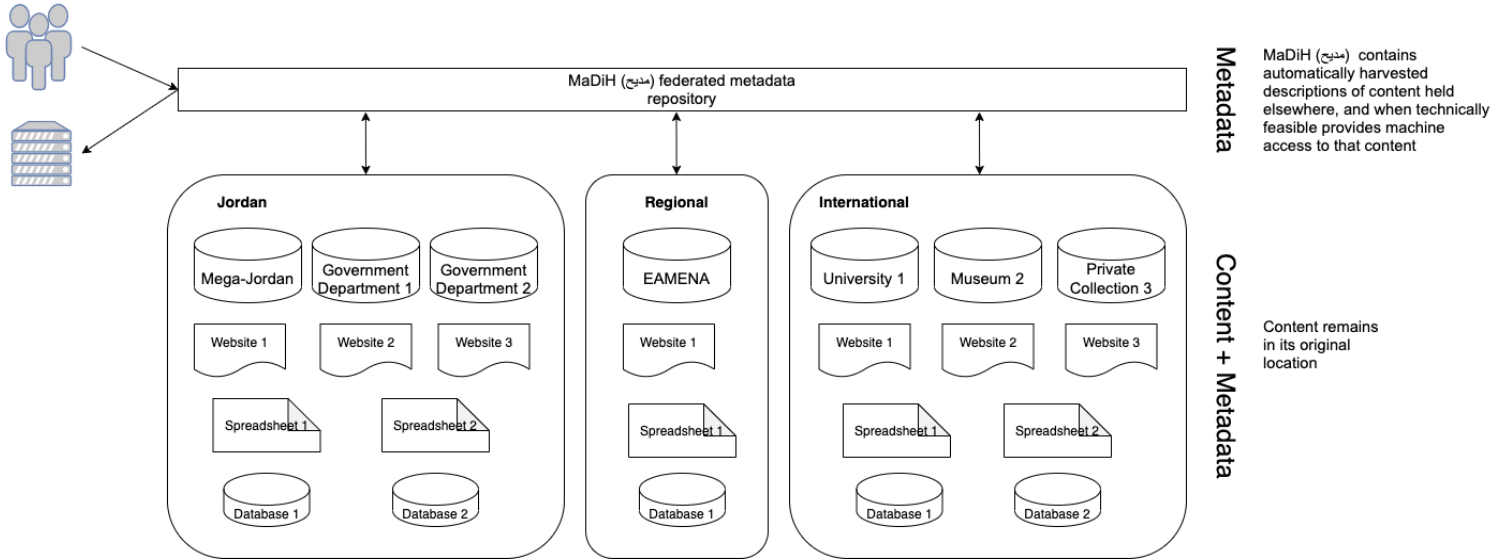 MaDiH (مديح) federated metadata
repository
Metadata
MaDiH (مديح) contains
automatically harvested
descriptions of content held
elsewhere, and when technically
feasible provides machine
access to that content
Jordan
Mega-Jordan
Government
Department 1
Government
Department 2
Website 1
Website 2
Website 3
Spreadsheet 1
Spreadsheet 2
Database 1
Database 2
Regional
EAMENA
Website 1
Spreadsheet 1
Database 1
International
University 1
Museum 2
Private
Collection 3
Website 1
Website 2
Website 3
Spreadsheet 1
Spreadsheet 2
Database 1
Database 2
Content + Metadata
Content remains
in its original
location